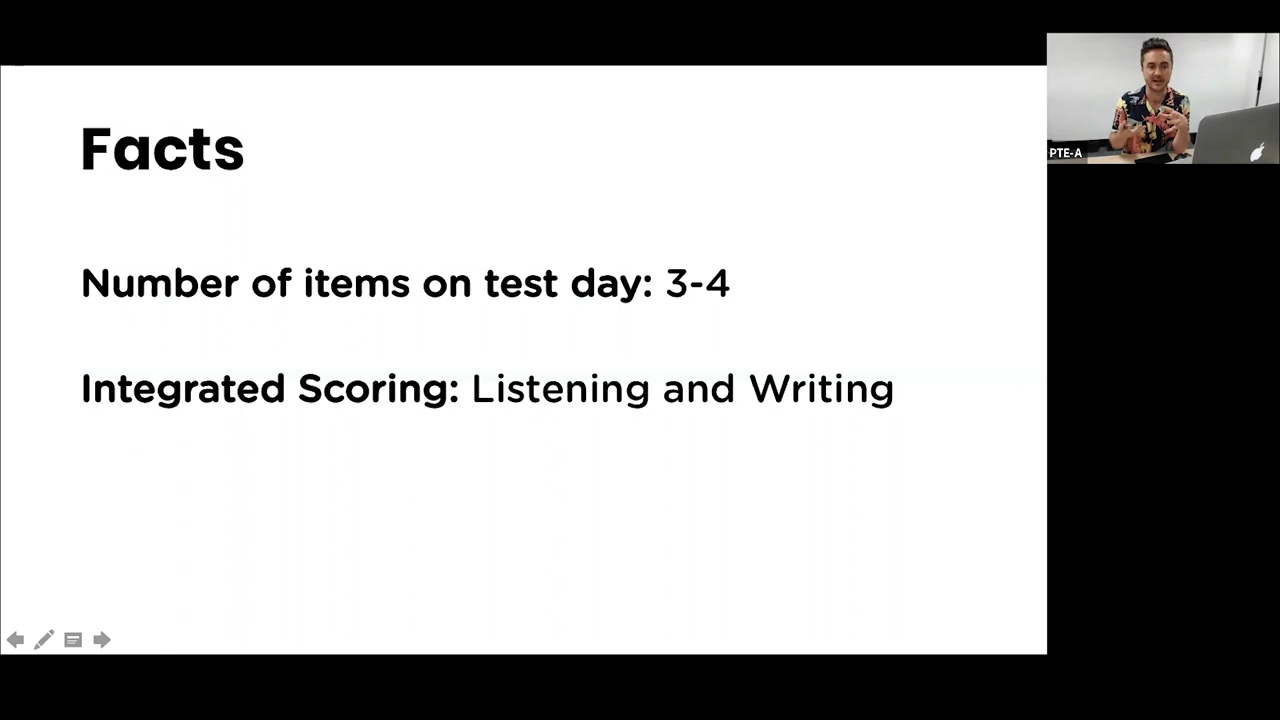 Facts
Number of items on test day: 3-4
Integrated Scoring: Listening and Writing
PTE-A